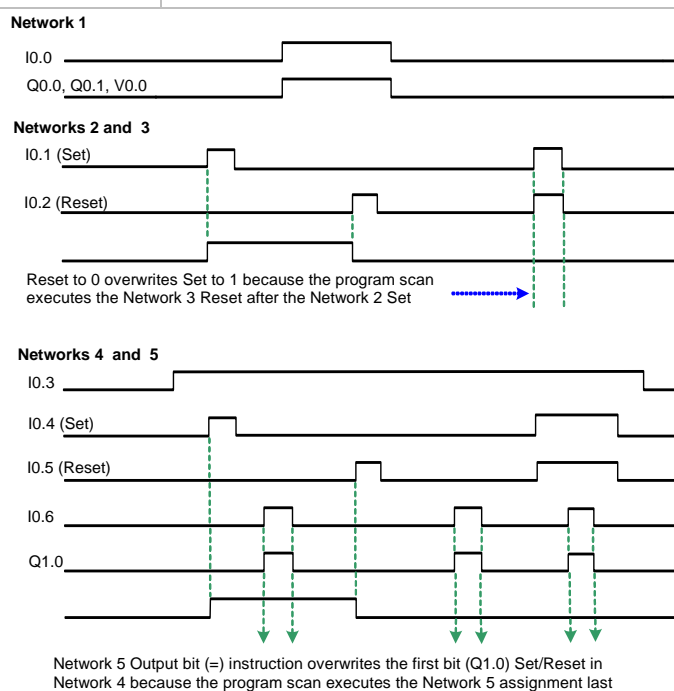 Network 1
I0.0
Q0.0, Q0.1, V0.0
Networks 2 and 3
I0.1 (Set)
I0.2 (Reset)
Reset to 0 overwrites Set to 1 because the program scan
executes the Network 3 Reset after the Network 2 Set
Networks 4 and 5
I0.3
I0.4 (Set)
I0.5 (Reset)
I0.6
Q1.0
Network 5 Output bit (=) instruction overwrites the first bit (Q1.0) Set/Reset in
Network 4 because the program scan executes the Network 5 assignment last